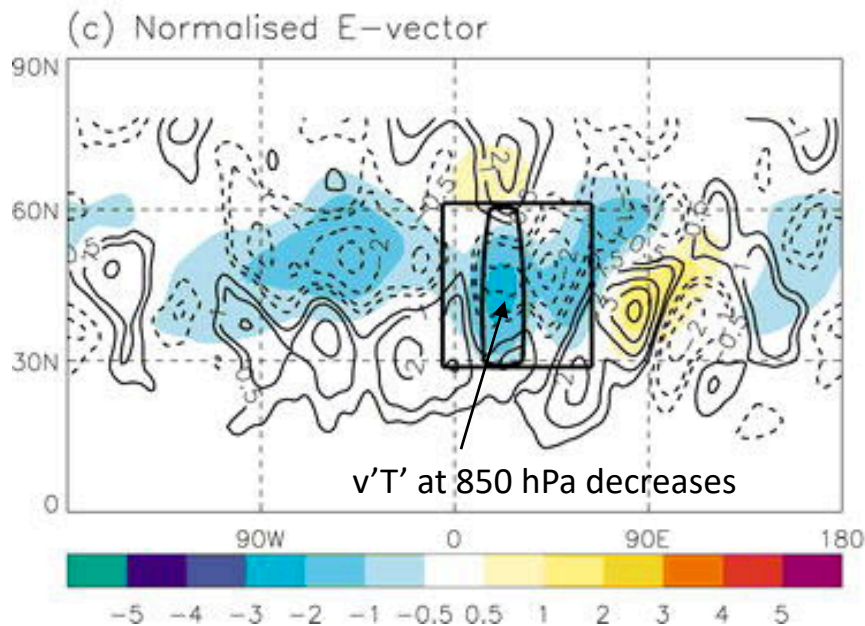 (c) Normalised E-vector
90N
60N
30N
0
v’T’ at 850 hPa decreases
90W 0 90E 180
-5 -4 -3 -2 -1 -0.5 0.5 1 2 3 4 5